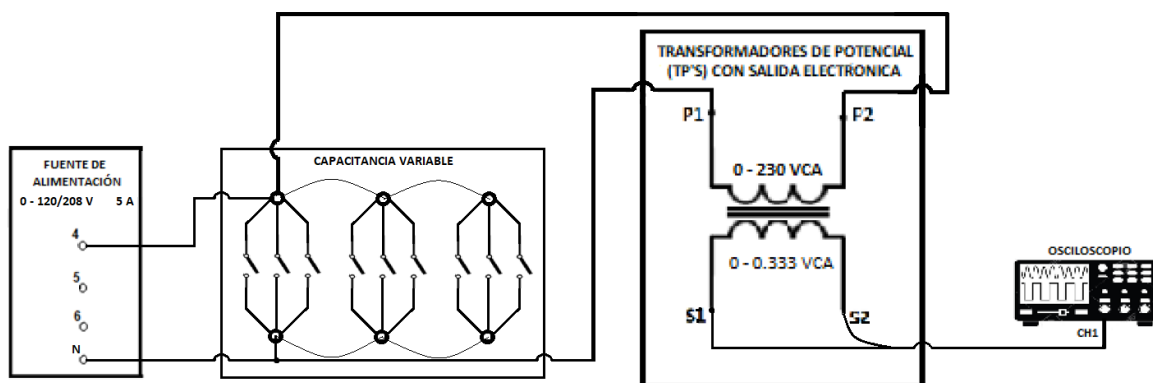 FUENTE DE
ALIMENTACIÓN
0 - 120/208 V 5 A
4
5
6
N
CAPACITANCIA VARIABLE
TRANSFORMADORES DE POTENCIAL
(TP'S) CON SALIDA ELECTRONICA
P1
P2
0 - 230 VCA
0 - 0.333 VCA
S1
S2
OSCILOSCOPIO
CH1